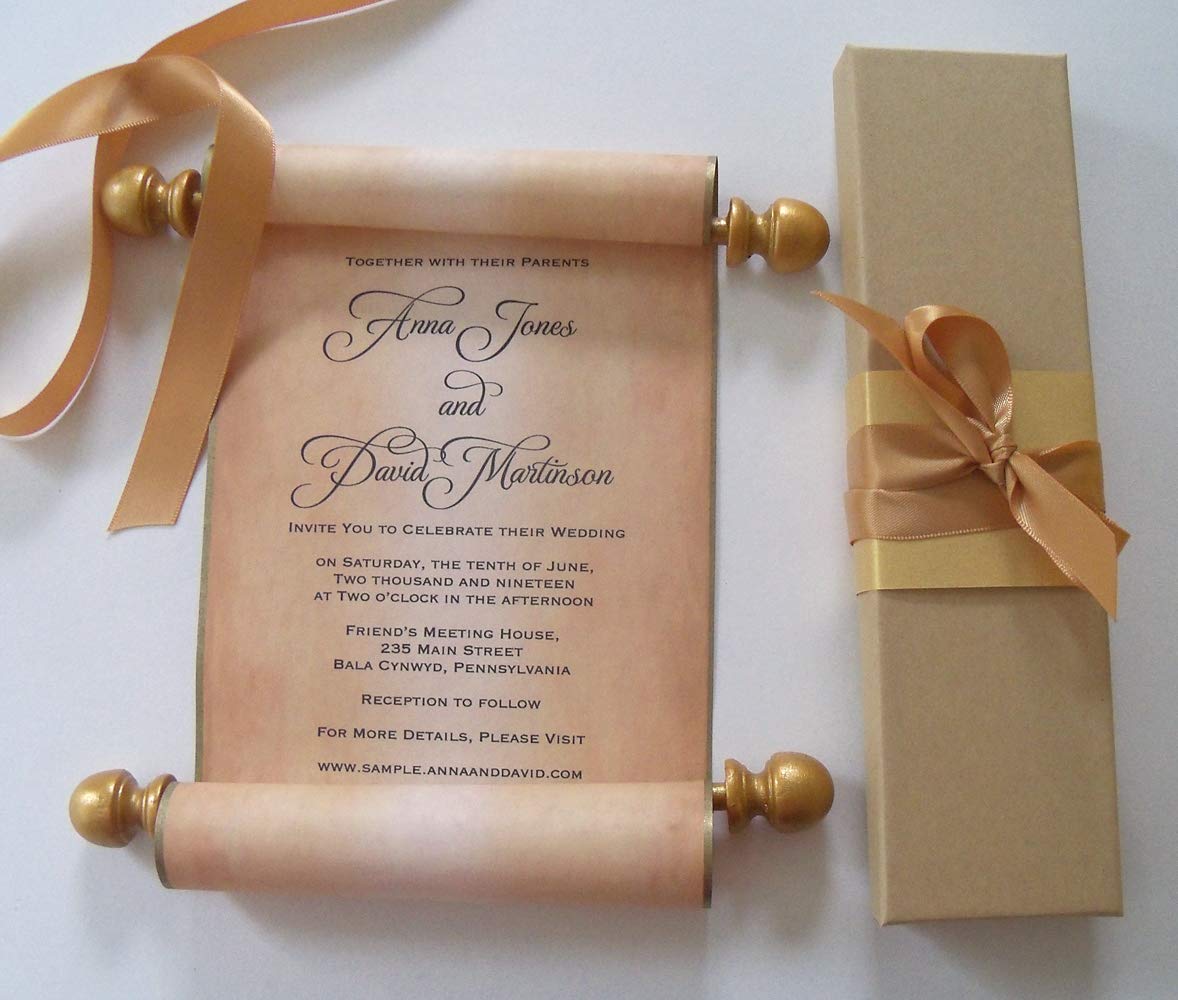 Together with their Parents
Anna Jones
and
David Martinson
Invite You to Celebrate their Wedding
on Saturday, the tenth of June,
Two thousand and nineteen
at Two o'clock in the afternoon
Friend's Meeting House,
235 Main Street
Bala Cynwyd, Pennsylvania
Reception to follow
For More Details, Please Visit
www.sample.annaanddavid.com